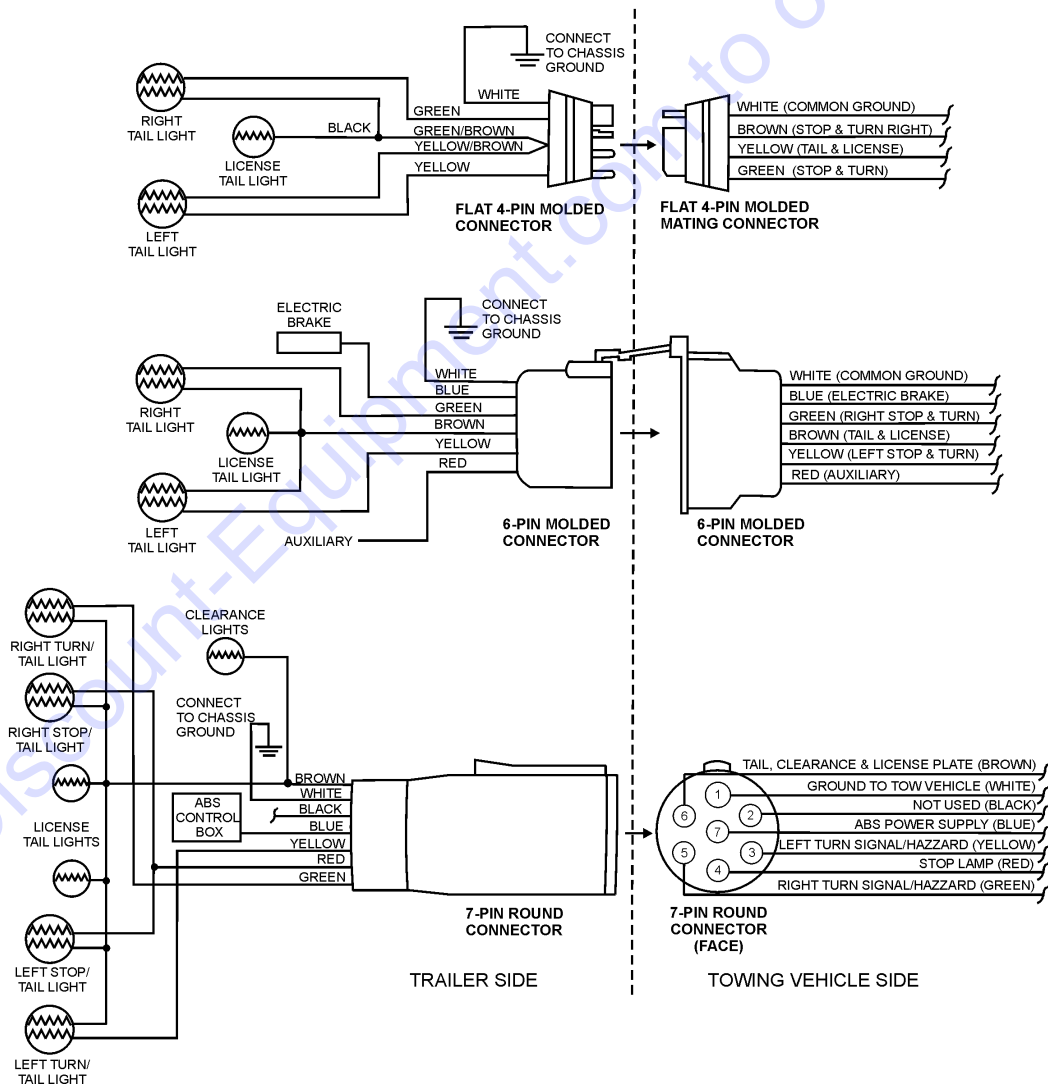 CONNECT
TO CHASSIS
GROUND
WHITE
GREEN
BLACK
GREEN/BROWN
YELLOW/BROWN
YELLOW
RIGHT
TAIL LIGHT
LICENSE
TAIL LIGHT
LEFT
TAIL LIGHT
FLAT 4-PIN MOLDED
CONNECTOR
WHITE (COMMON GROUND)
BROWN (STOP & TURN RIGHT)
YELLOW (TAIL & LICENSE)
GREEN (STOP & TURN)
FLAT 4-PIN MOLDED
MATING CONNECTOR
ELECTRIC
BRAKE
CONNECT
TO CHASSIS
GROUND
WHITE
BLUE
GREEN
BROWN
YELLOW
RED
RIGHT
TAIL LIGHT
LICENSE
TAIL LIGHT
LEFT
TAIL LIGHT
AUXILIARY
6-PIN MOLDED
CONNECTOR
WHITE (COMMON GROUND)
BLUE (ELECTRIC BRAKE)
GREEN (RIGHT STOP & TURN)
BROWN (TAIL & LICENSE)
YELLOW (LEFT STOP & TURN)
RED (AUXILIARY)
6-PIN MOLDED
CONNECTOR
RIGHT TURN/
TAIL LIGHT
RIGHT STOP/
TAIL LIGHT
LICENSE
TAIL LIGHTS
LEFT STOP/
TAIL LIGHT
LEFT TURN/
TAIL LIGHT
CLEARANCE
LIGHTS
CONNECT
TO CHASSIS
GROUND
ABS
CONTROL
BOX
BROWN
WHITE
BLACK
BLUE
YELLOW
RED
GREEN
7-PIN ROUND
CONNECTOR
TRAILER SIDE
1
2
3
4
5
6
7
TAIL, CLEARANCE & LICENSE PLATE (BROWN)
GROUND TO TOW VEHICLE (WHITE)
NOT USED (BLACK)
ABS POWER SUPPLY (BLUE)
LEFT TURN SIGNAL/HAZZARD (YELLOW)
STOP LAMP (RED)
RIGHT TURN SIGNAL/HAZZARD (GREEN)
7-PIN ROUND
CONNECTOR
(FACE)
TOWING VEHICLE SIDE
Discount-Equipment.com to